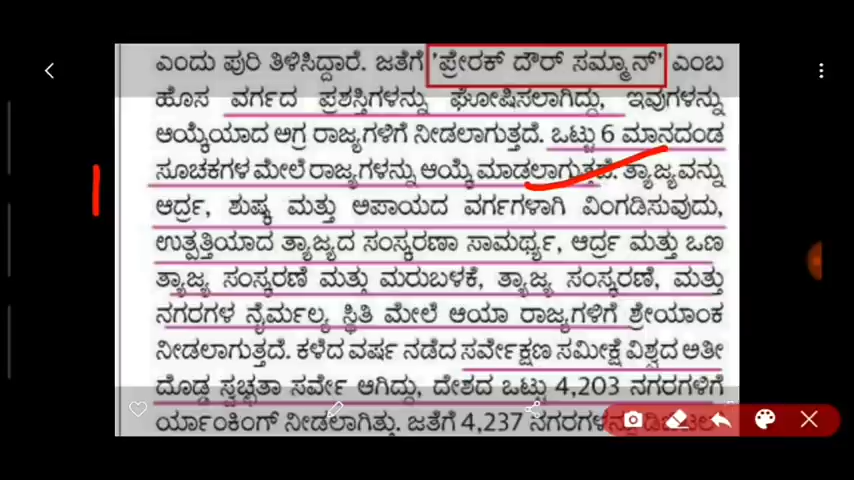 ಎಂದು ಪುರಿ ತಿಳಿಸಿದ್ದಾರೆ. ಜತೆಗೆ 'ಪ್ರೇರಕ್ ದೌರ್ ಸಮ್ಮಾನ್' ಎಂಬ
ಹೊಸ ವರ್ಗದ ಪ್ರಶಸ್ತಿಗಳನ್ನು ಘೋಷಿಸಲಾಗಿದ್ದು, ಇವುಗಳನ್ನು
ಆಯ್ಕೆಯಾದ ಅಗ್ರ ರಾಜ್ಯಗಳಿಗೆ ನೀಡಲಾಗುತ್ತದೆ. ಒಟ್ಟು 6 ಮಾನದಂಡ
ಸೂಚಕಗಳ ಮೇಲೆ ರಾಜ್ಯಗಳನ್ನು ಆಯ್ಕೆ ಮಾಡಲಾಗುತ್ತದೆ. ತ್ಯಾಜ್ಯವನ್ನು
ಆರ್ದ್ರ, ಶುಷ್ಕ ಮತ್ತು ಅಪಾಯದ ವರ್ಗಗಳಾಗಿ ವಿಂಗಡಿಸುವುದು,
ಉತ್ಪತ್ತಿಯಾದ ತ್ಯಾಜ್ಯದ ಸಂಸ್ಕರಣಾ ಸಾಮರ್ಥ್ಯ, ಆರ್ದ್ರ ಮತ್ತು ಒಣ
ತ್ಯಾಜ್ಯ ಸಂಸ್ಕರಣೆ ಮತ್ತು ಮರುಬಳಕೆ, ತ್ಯಾಜ್ಯ ಸಂಸ್ಕರಣೆ, ಮತ್ತು
ನಗರಗಳ ನೈರ್ಮಲ್ಯ ಸ್ಥಿತಿ ಮೇಲೆ ಆಯಾ ರಾಜ್ಯಗಳಿಗೆ ಶ್ರೇಯಾಂಕ
ನೀಡಲಾಗುತ್ತದೆ. ಕಳೆದ ವರ್ಷ ನಡೆದ ಸರ್ವೇಕ್ಷಣ ಸಮೀಕ್ಷೆ ವಿಶ್ವದ ಅತೀ
ದೊಡ್ಡ ಸ್ವಚ್ಛತಾ ಸರ್ವೇ ಆಗಿದ್ದು, ದೇಶದ ಒಟ್ಟು 4,203 ನಗರಗಳಿಗೆ
ರ‍್ಯಾಂಕಿಂಗ್ ನೀಡಲಾಗಿತ್ತು. ಜತೆಗೆ 4,237 ನಗರಗಳನ್ನು